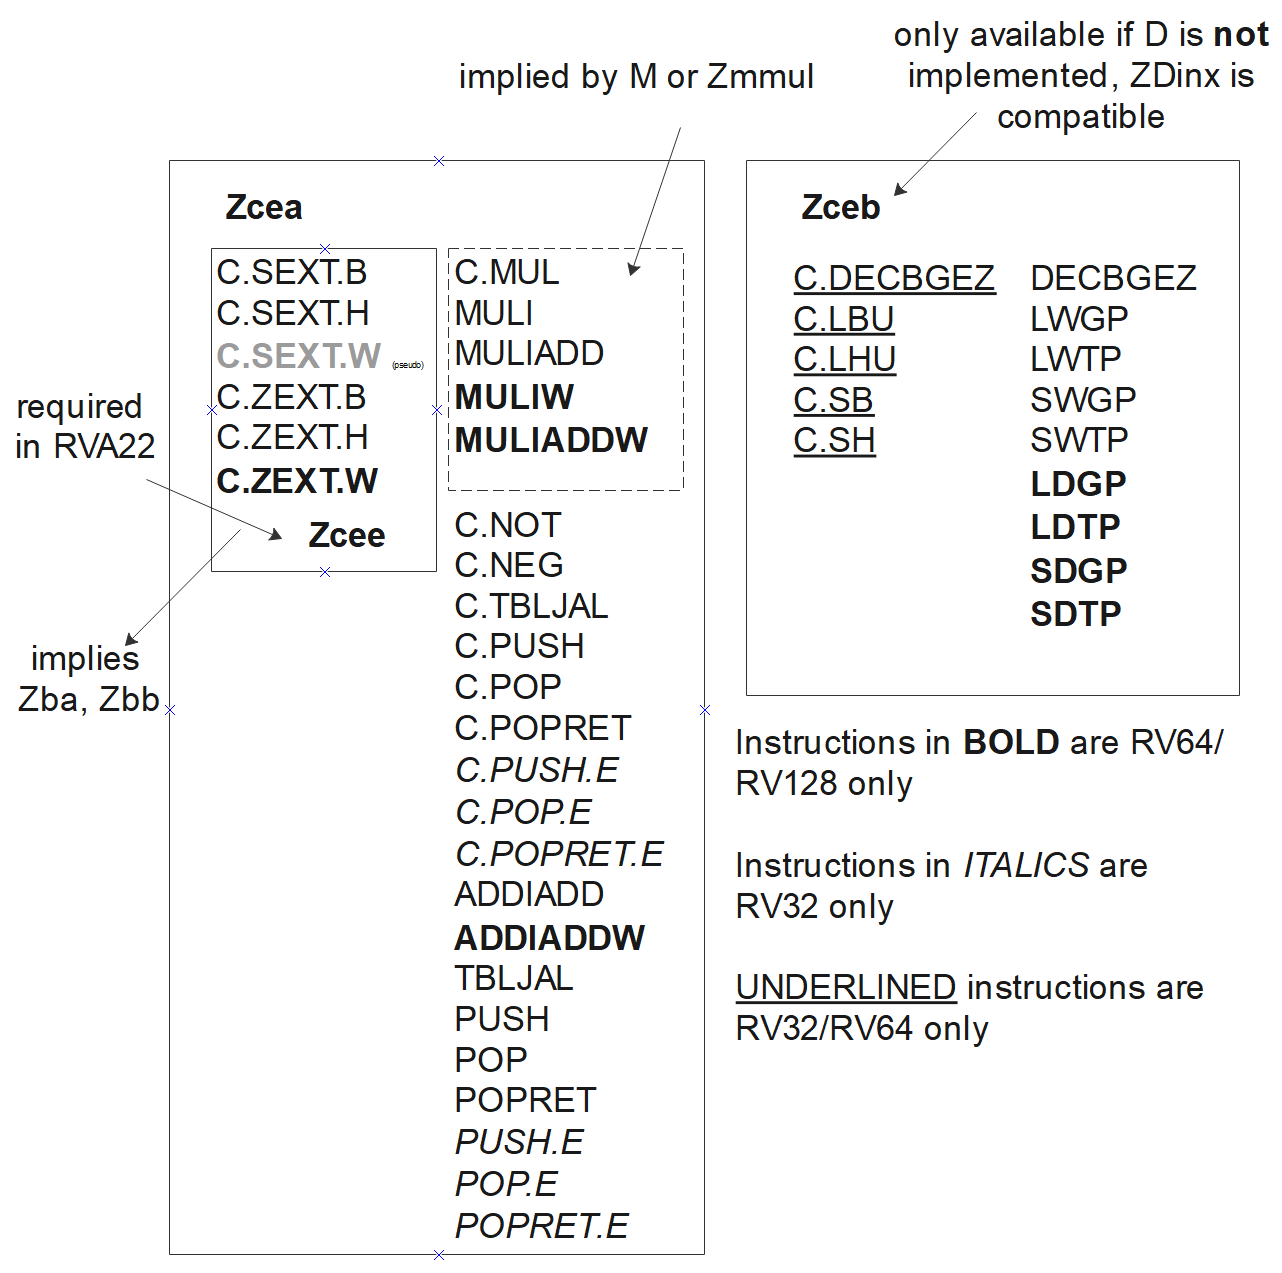 only available if D is not
implemented, ZDinx is
compatible
implied by M or Zmmul
Zcea
C.SEXT.B
C.SEXT.H
C.SEXT.W (pseudo)
C.ZEXT.B
C.ZEXT.H
C.ZEXT.W
Zcee
required
in RVA22
implies
Zba, Zbb
C.MUL
MULI
MULIADD
MULIW
MULIADDW
C.NOT
C.NEG
C.TBLJAL
C.PUSH
C.POP
C.POPRET
C.PUSH.E
C.POP.E
C.POPRET.E
ADDIADD
ADDIADDW
TBLJAL
PUSH
POP
POPRET
PUSH.E
POP.E
POPRET.E
Zceb
C.DECBGEZ
C.LBU
C.LHU
C.SB
C.SH
DECBGEZ
LWGP
LWTP
SWGP
SWTP
LDGP
LDTP
SDGP
SDTP
Instructions in BOLD are RV64/
RV128 only
Instructions in ITALICS are
RV32 only
UNDERLINED instructions are
RV32/RV64 only